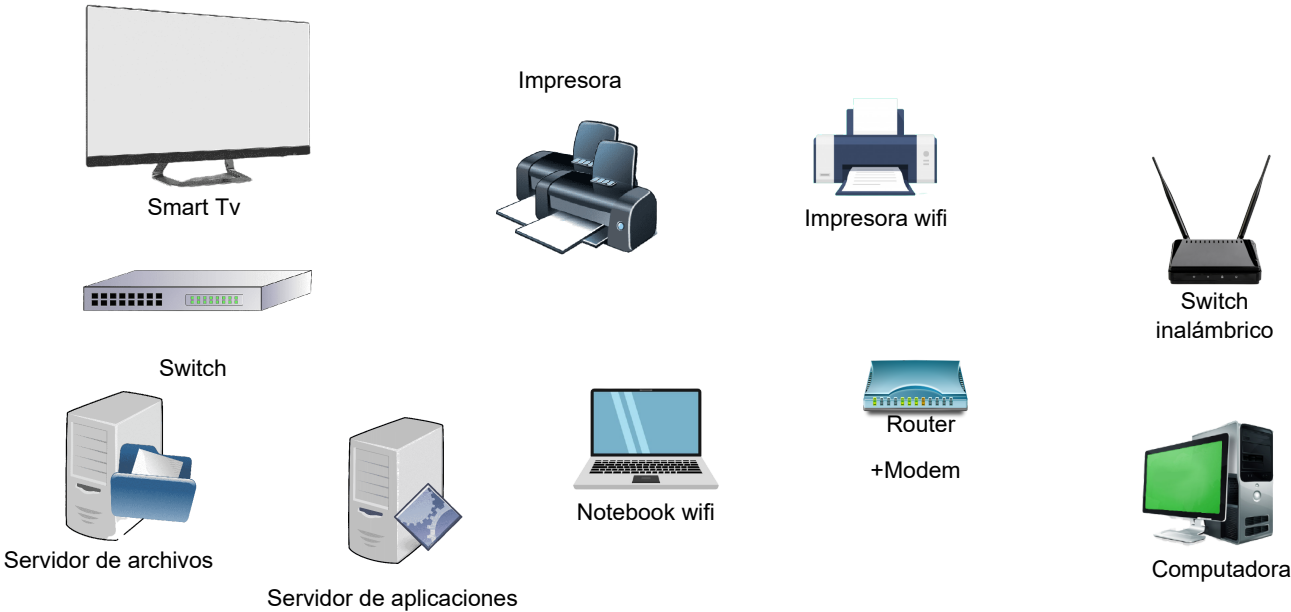 Impresora
Smart Tv
Impresora wifi
Switch
inalámbrico
Switch
Router
+Modem
Notebook wifi
Servidor de archivos
Computadora
Servidor de aplicaciones